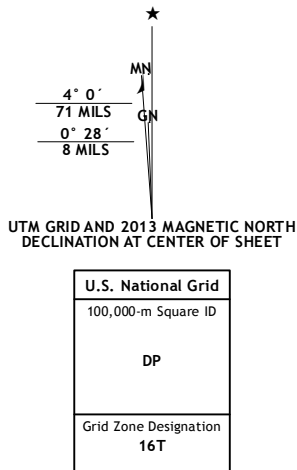 ★
MN
4° 0´
71 MILS
GN
0° 28´
8 MILS
UTM GRID AND 2013 MAGNETIC NORTH
DECLINATION AT CENTER OF SHEET
U.S. National Grid
100,000-m Square ID
DP
Grid Zone Designation
16T